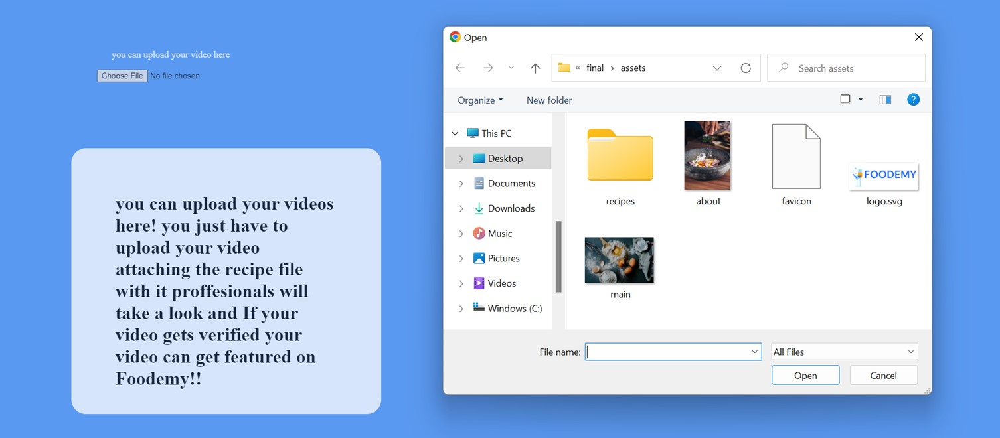 you can upload your video here
Choose File No file chosen
you can upload your videos
here! you just have to
upload your video
attaching the recipe file
with it proffesionals will
take a look and If your
video gets verified your
video can get featured on
Foodemy!!
Open
« final › assets
Search assets
Organize
New folder
?
This PC
Desktop
Documents
Downloads
Music
Pictures
Videos
Windows (C:)
FOODEMY
recipes
about
favicon
logo.svg
main
File name:
All Files
Open
Cancel